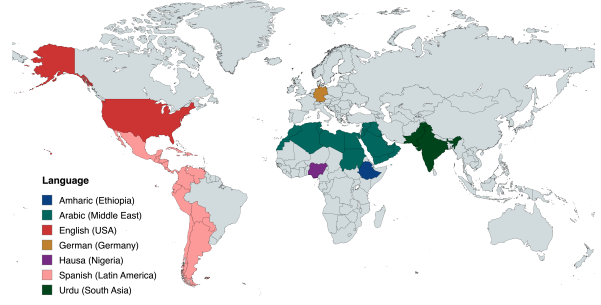 Language
Amharic (Ethiopia)
Arabic (Middle East)
English (USA)
German (Germany)
Hausa (Nigeria)
Spanish (Latin America)
Urdu (South Asia)